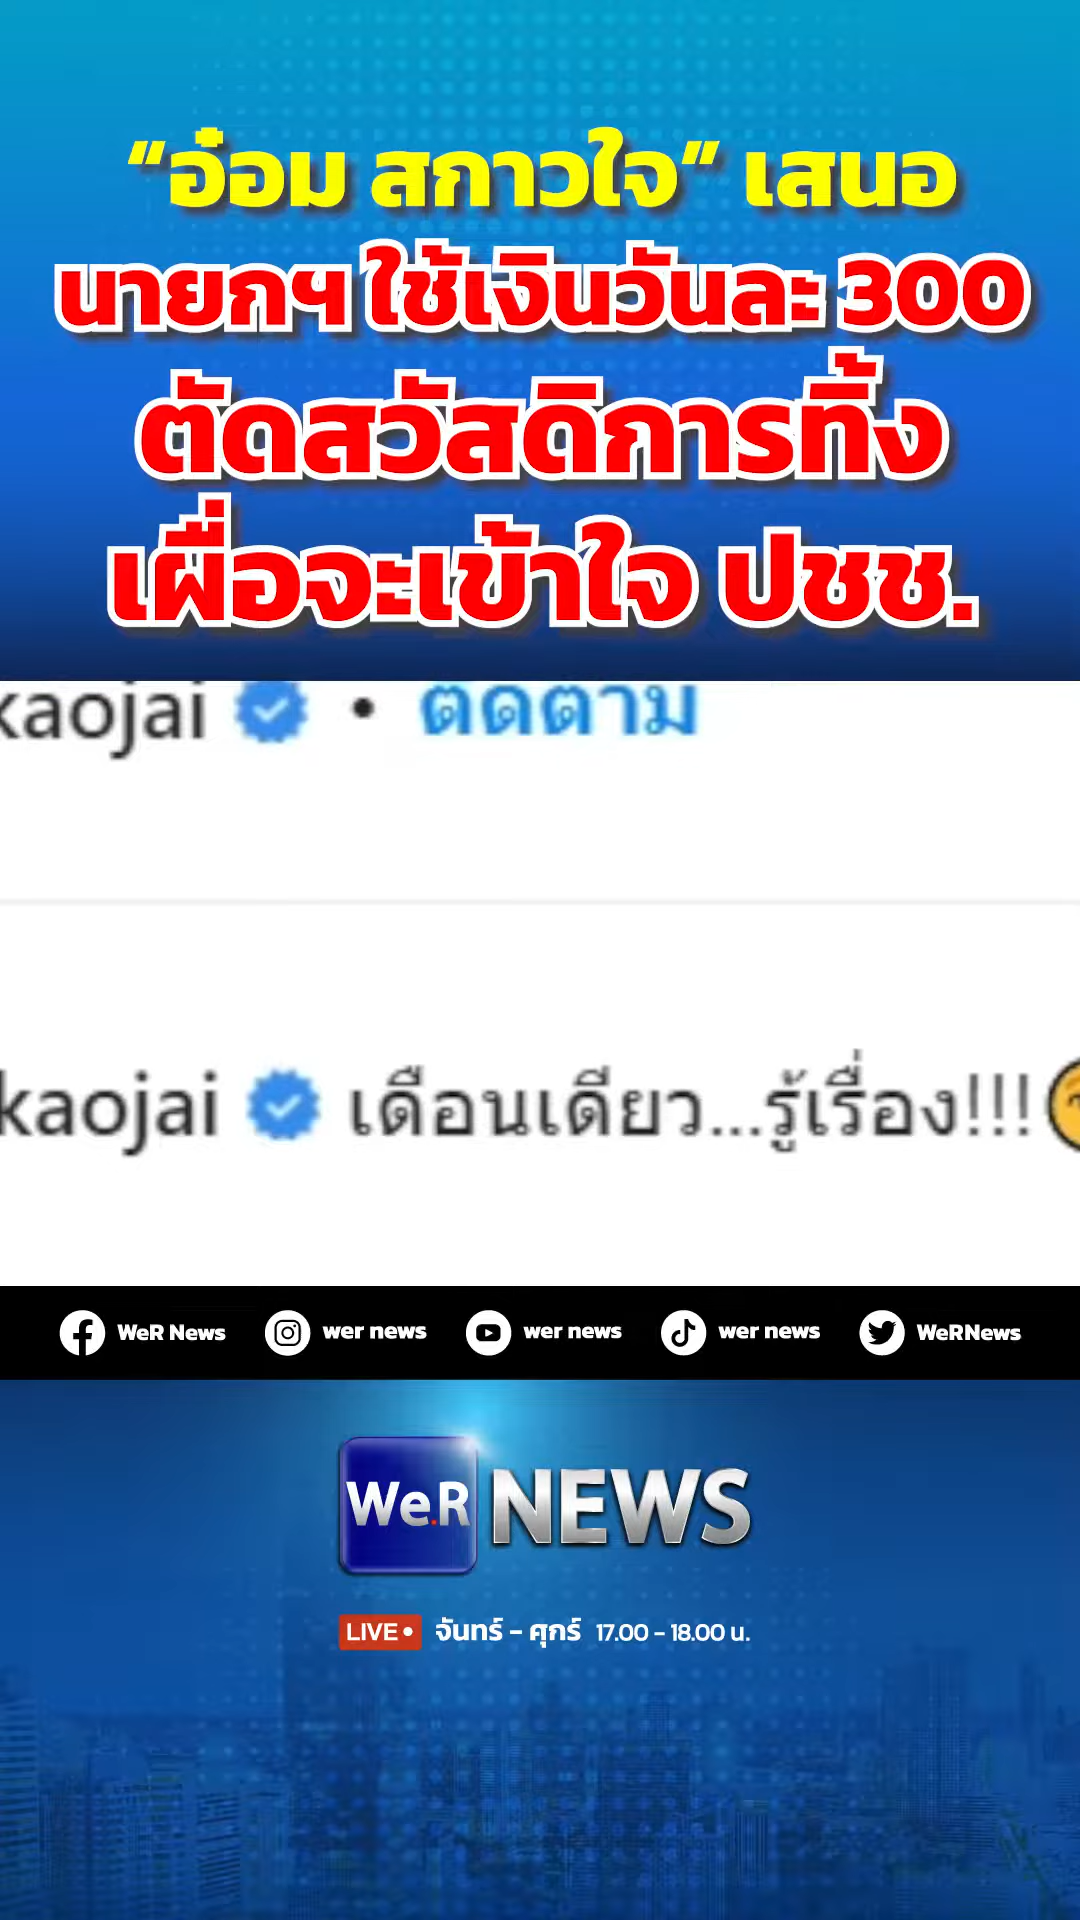 “อ๋อม สกาวใจ” เสนอ
นายกฯ ใช้เงินวันละ 300
ตัดสวัสดิการทิ้ง
เผื่อจะเข้าใจ ปชช.
kaojai • ติดตาม
kaojai เดือนเดียว...รู้เรื่อง!!!
WeR News wer news wer news wer news WeRNews
We.R NEWS
LIVE• จันทร์ - ศุกร์ 17.00 - 18.00 น.